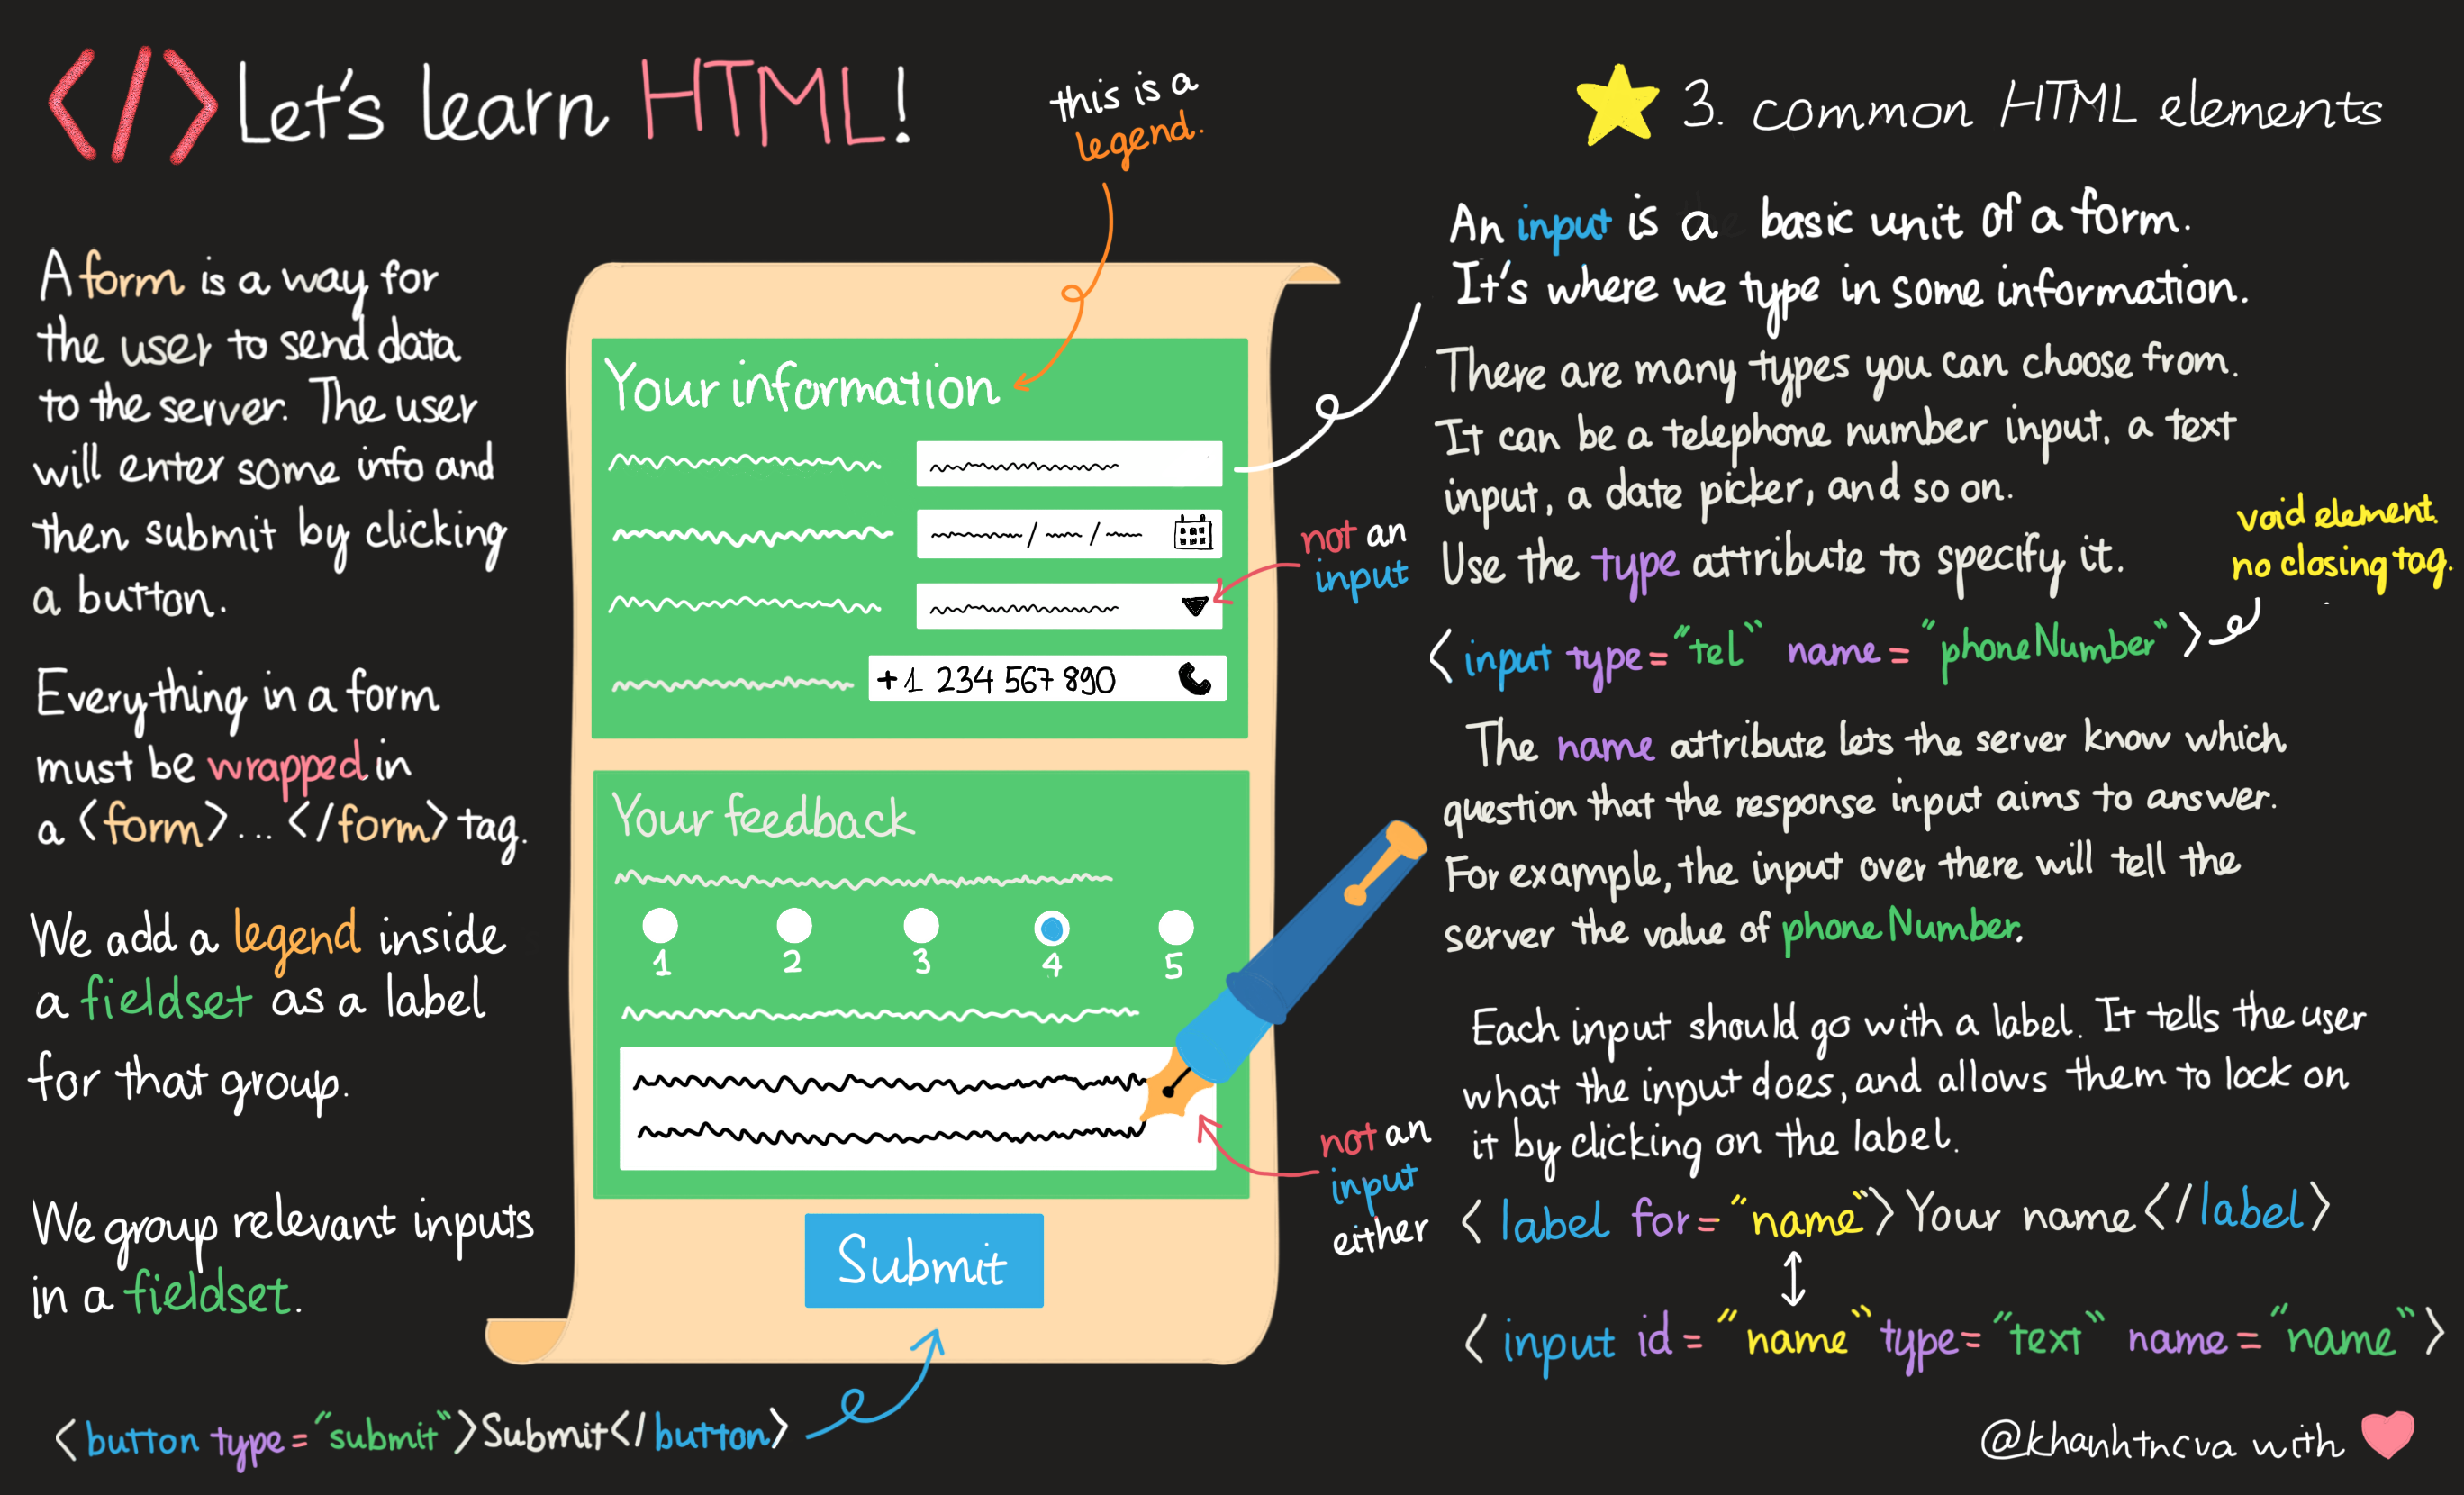 </> Let's learn HTML!
this is a
legend.
3. common HTML elements
A form is a way for
the user to send data
to the server. The user
will enter some info and
then submit by clicking
a button.
Everything in a form
must be wrapped in
a <form>...</form> tag.
We add a legend inside
a fieldset as a label
for that group.
We group relevant inputs
in a fieldset.
<button type="submit">Submit</button>
Your information
+1 234 567 890
Your feedback
1 2 3 4 5
Submit
not an
input
not an
input
either
An input is a basic unit of a form.
It's where we type in some information.
There are many types you can choose from.
It can be a telephone number input, a text
input, a date picker, and so on.
Use the type attribute to specify it.
void element.
no closing tag.
<input type="tel" name="phoneNumber">
The name attribute lets the server know which
question that the response input aims to answer.
For example, the input over there will tell the
server the value of phoneNumber.
Each input should go with a label. It tells the user
what the input does, and allows them to lock on
it by clicking on the label.
<label for="name">Your name</label>
<input id="name" type="text" name="name">
@khanhtncva with